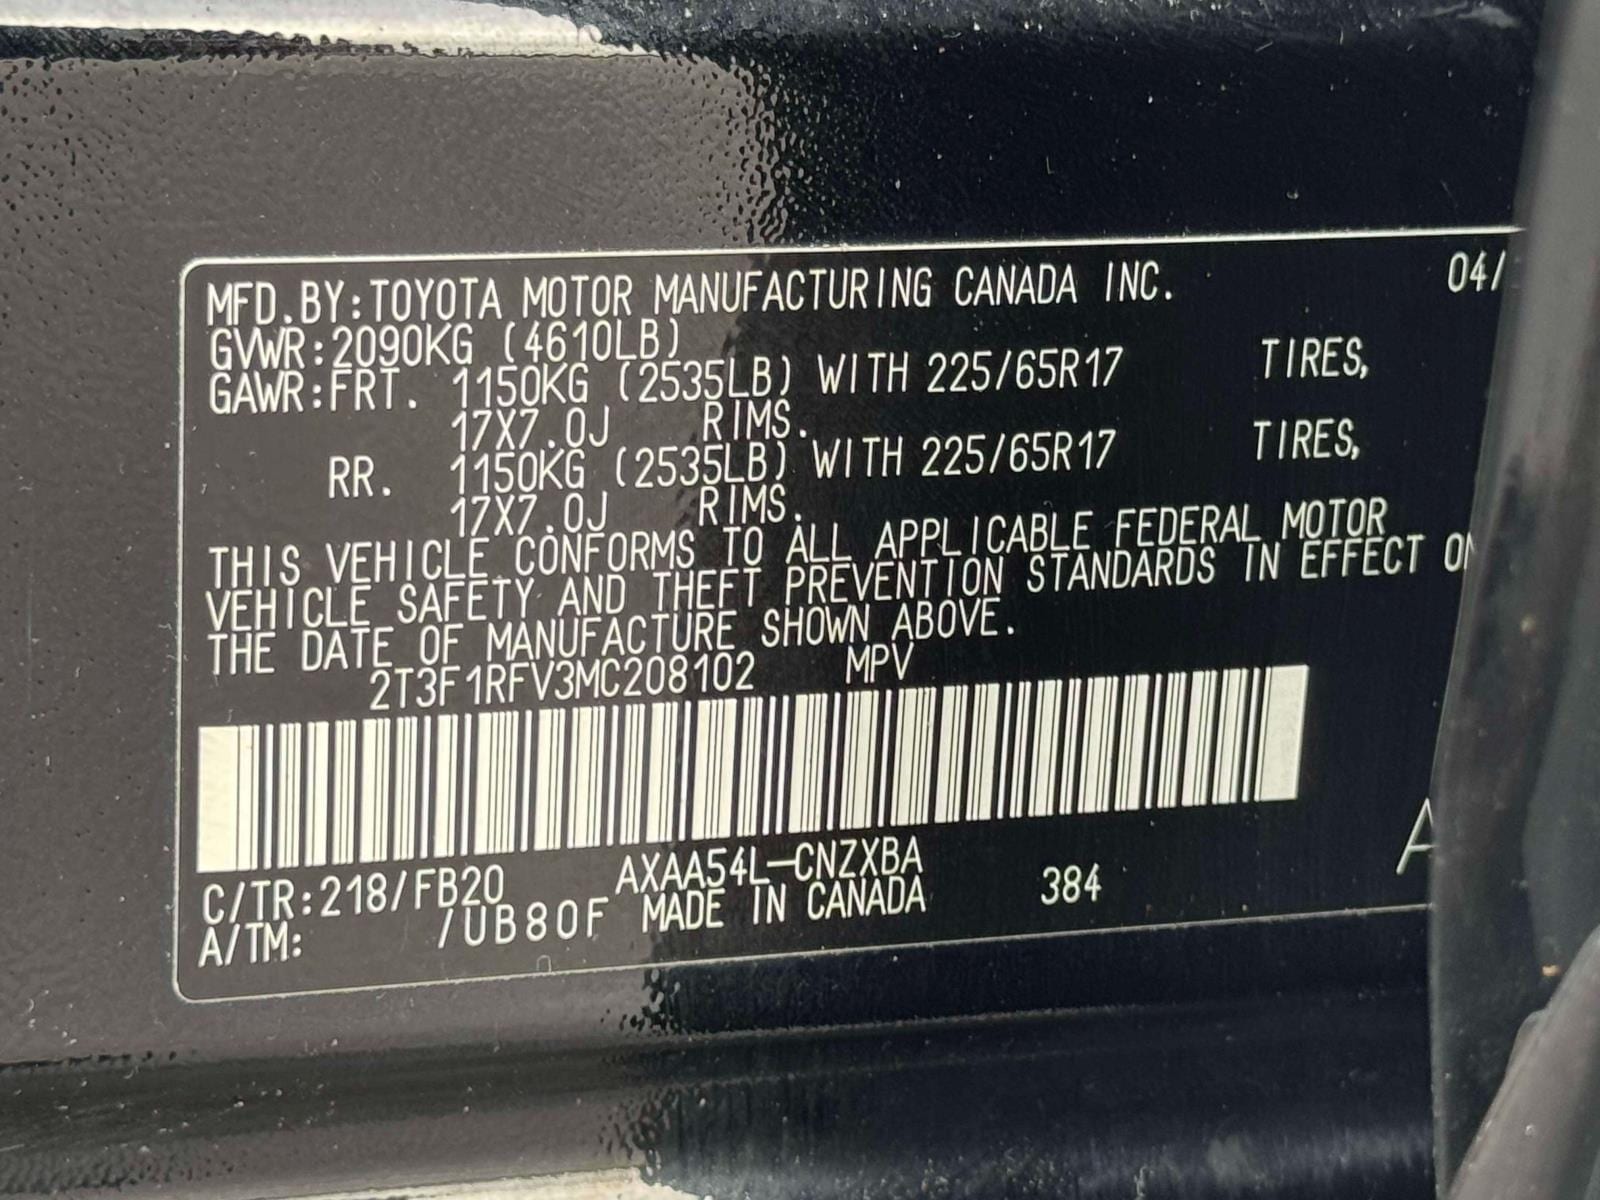 MFD.BY:TOYOTA MOTOR MANUFACTURING CANADA INC. 04/
GVWR:2090KG (4610LB)
GAWR:FRT. 1150KG (2535LB) WITH 225/65R17 TIRES,
17X7.0J RIMS.
RR. 1150KG (2535LB) WITH 225/65R17 TIRES,
17X7.0J RIMS.
THIS VEHICLE CONFORMS TO ALL APPLICABLE FEDERAL MOTOR
VEHICLE SAFETY AND THEFT PREVENTION STANDARDS IN EFFECT ON
THE DATE OF MANUFACTURE SHOWN ABOVE.
2T3F1RFV3MC208102 MPV
C/TR:218/FB20 AXAA54L-CNZXBA A
A/TM: /UB80F MADE IN CANADA 384